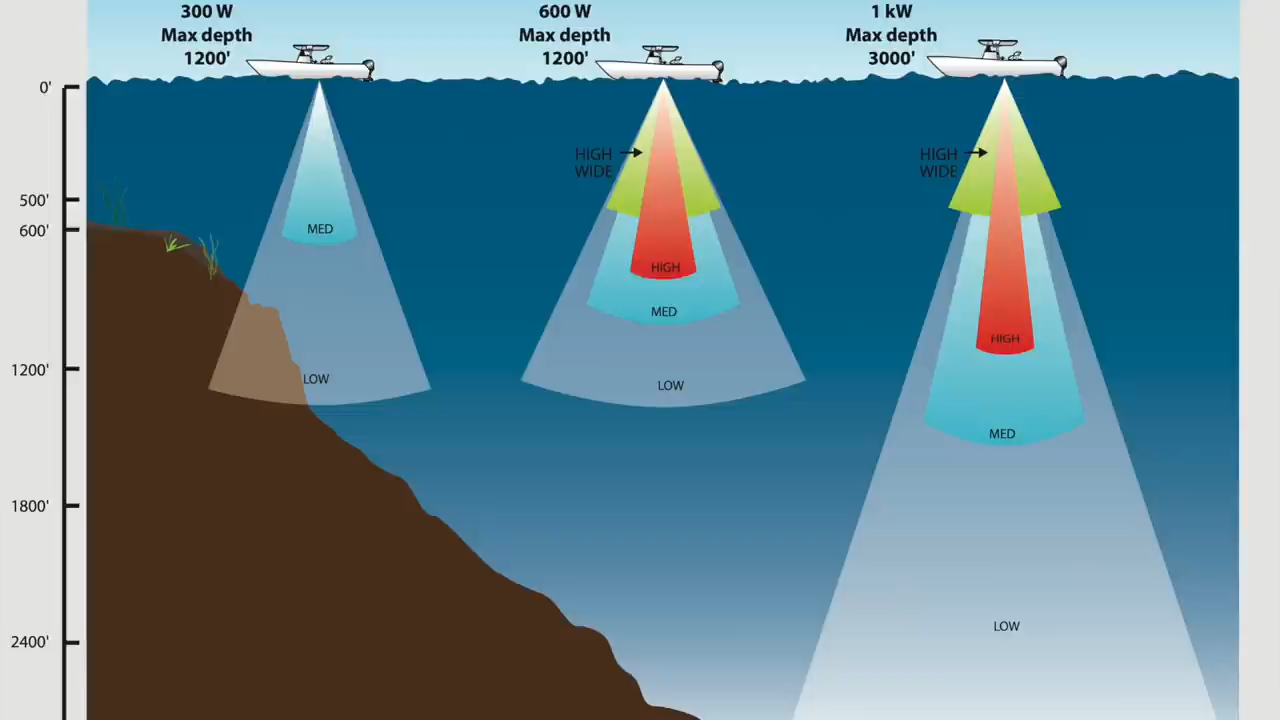 300 W
Max depth
1200'
600 W
Max depth
1200'
1 kW
Max depth
3000'
0'
500'
600'
1200'
1800'
2400'
MED
LOW
HIGH
WIDE
HIGH
MED
LOW
HIGH
WIDE
HIGH
MED
LOW